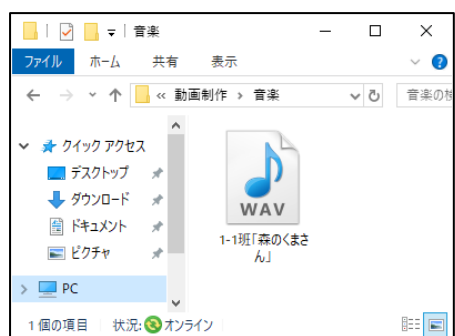 音楽
ファイル ホーム 共有 表示
« 動画制作 › 音楽 音楽の検
クイック アクセス
デスクトップ
ダウンロード
ドキュメント
ピクチャ
PC
WAV
1-1班「森のくまさ
ん」
1 個の項目 状況: オンライン